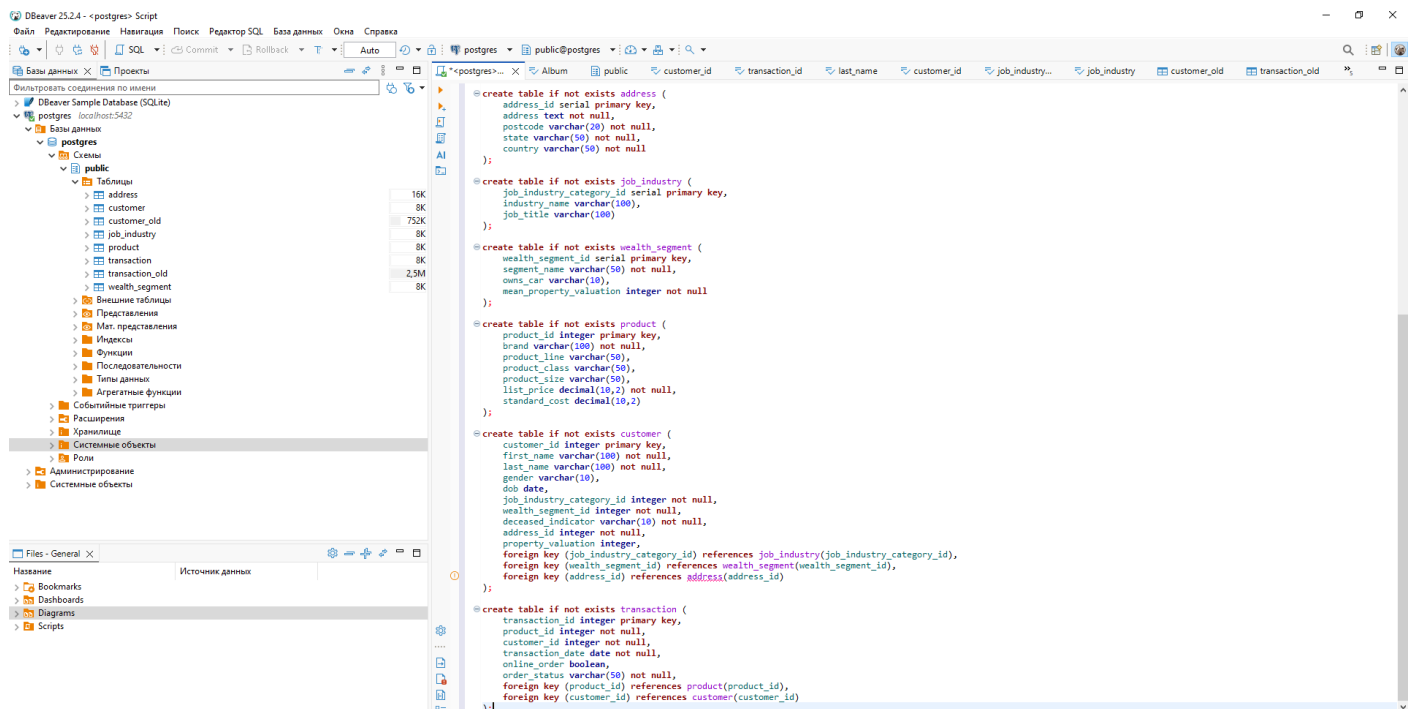 DBeaver 25.2.4 - <postgres> Script
Файл Редактирование Навигация Поиск Редактор SQL База данных Окна Справка
SQL Commit Rollback T Auto postgres public@postgres
Базы данных Проекты
*<postgres>... Album public customer_id transaction_id last_name customer_id job_industry... job_industry customer_old transaction_old »5
Фильтровать соединения по имени
DBeaver Sample Database (SQLite)
postgres localhost:5432
Базы данных
postgres
Схемы
public
Таблицы
address 16K
customer 8K
customer_old 752K
job_industry 8K
product 8K
transaction 8K
transaction_old 2,5M
wealth_segment 8K
Внешние таблицы
Представления
Мат. представления
Индексы
Функции
Последовательности
Типы данных
Агрегатные функции
Событийные триггеры
Расширения
Хранилище
Системные объекты
Роли
Администрирование
Системные объекты
Files - General
Название Источник данных
Bookmarks
Dashboards
Diagrams
Scripts
AI
create table if not exists address (
address_id serial primary key,
address text not null,
postcode varchar(20) not null,
state varchar(50) not null,
country varchar(50) not null
);
create table if not exists job_industry (
job_industry_category_id serial primary key,
industry_name varchar(100),
job_title varchar(100)
);
create table if not exists wealth_segment (
wealth_segment_id serial primary key,
segment_name varchar(50) not null,
owns_car varchar(10),
mean_property_valuation integer not null
);
create table if not exists product (
product_id integer primary key,
brand varchar(100) not null,
product_line varchar(50),
product_class varchar(50),
product_size varchar(50),
list_price decimal(10,2) not null,
standard_cost decimal(10,2)
);
create table if not exists customer (
customer_id integer primary key,
first_name varchar(100) not null,
last_name varchar(100) not null,
gender varchar(10),
dob date,
job_industry_category_id integer not null,
wealth_segment_id integer not null,
deceased_indicator varchar(10) not null,
address_id integer not null,
property_valuation integer,
foreign key (job_industry_category_id) references job_industry(job_industry_category_id),
foreign key (wealth_segment_id) references wealth_segment(wealth_segment_id),
foreign key (address_id) references address(address_id)
);
create table if not exists transaction (
transaction_id integer primary key,
product_id integer not null,
customer_id integer not null,
transaction_date date not null,
online_order boolean,
order_status varchar(50) not null,
foreign key (product_id) references product(product_id),
foreign key (customer_id) references customer(customer_id)
);